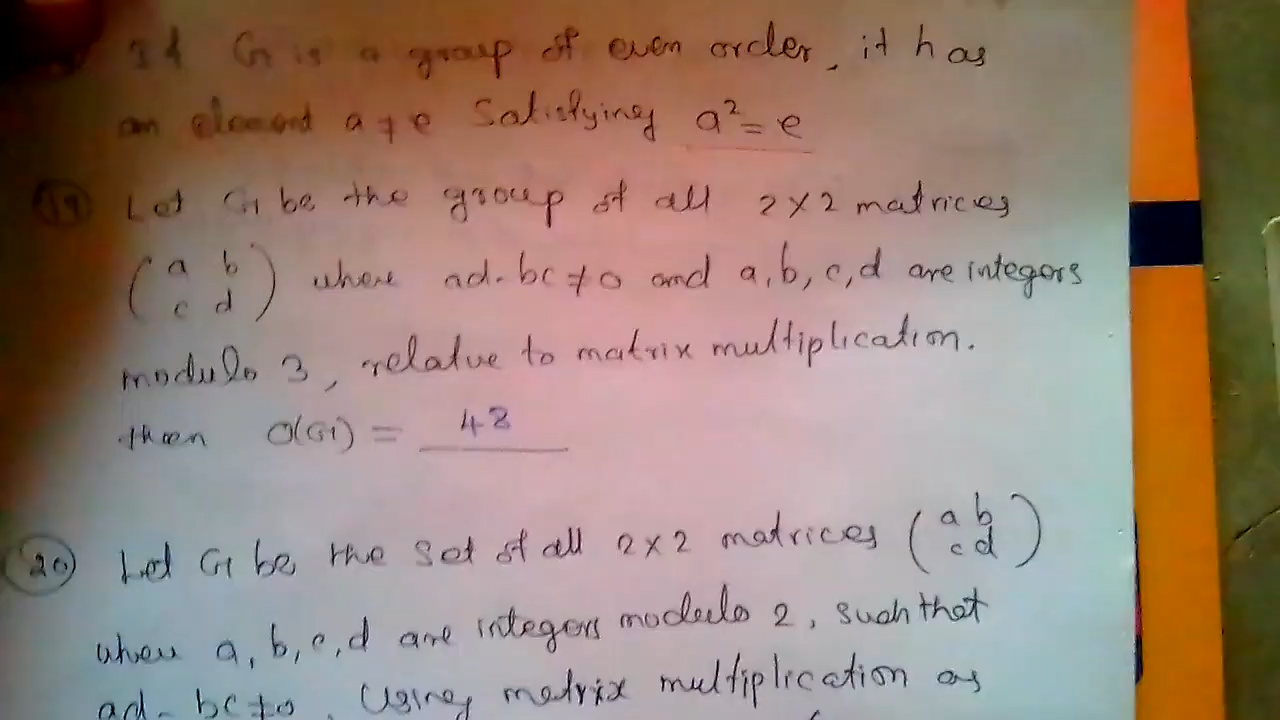 If G is a group of even order, it has
an element a ≠ e satisfying a² = e
(19) Let G be the group of all 2 x 2 matrices
( a b
c d ) where ad - bc ≠ 0 and a, b, c, d are integers
modulo 3, relative to matrix multiplication.
then O(G) = 48
(20) Let G be the set of all 2 x 2 matrices ( a b
c d )
where a, b, c, d are integers modulo 2, such that
ad - bc ≠ 0. Using matrix multiplication as